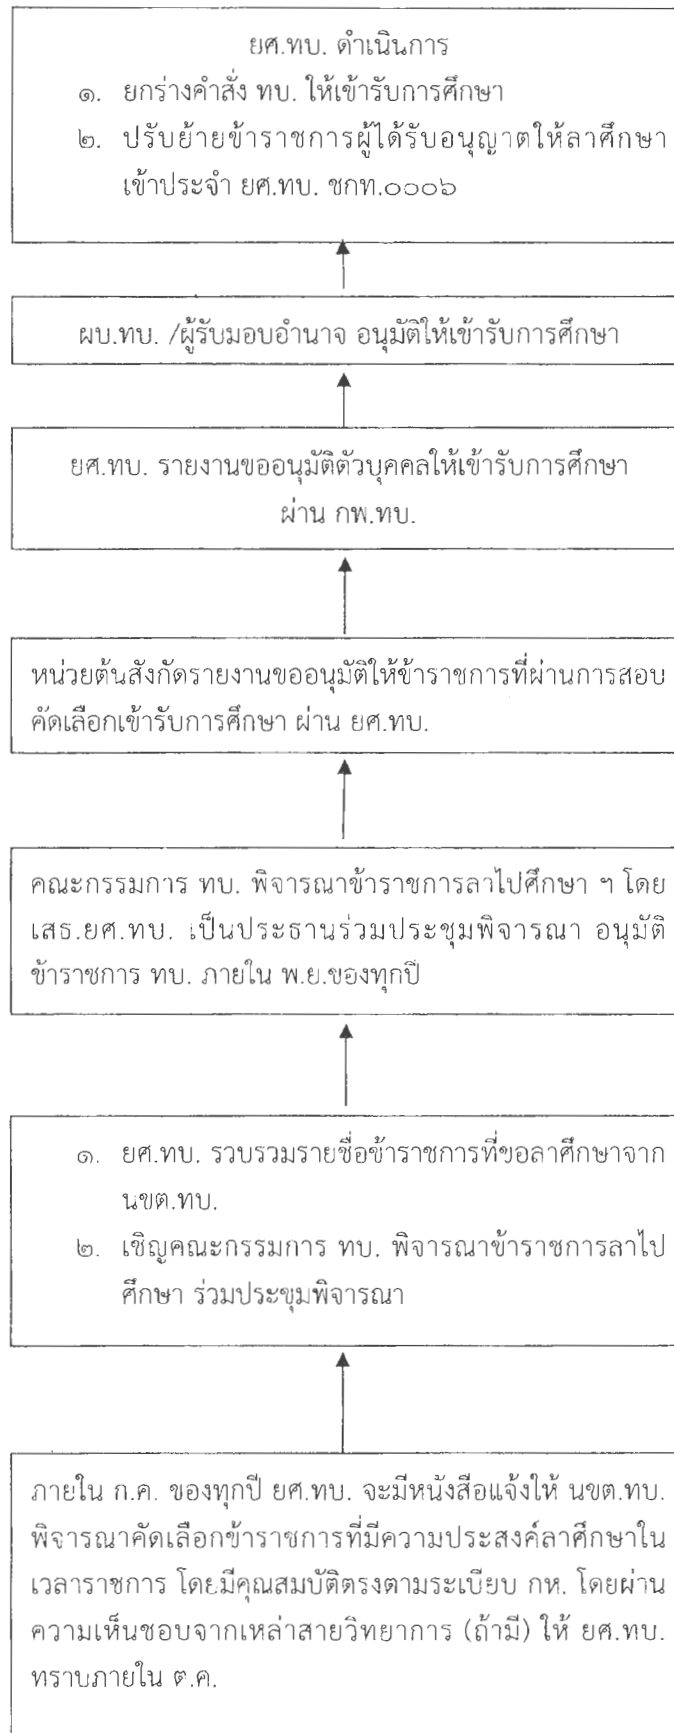 ยศ.ทบ. ดำเนินการ
๑. ยกร่างคำสั่ง ทบ. ให้เข้ารับการศึกษา
๒. ปรับย้ายข้าราชการผู้ได้รับอนุญาตให้ลาศึกษา
เข้าประจำ ยศ.ทบ. ชกท.๐๐๐๖
ผบ.ทบ. /ผู้รับมอบอำนาจ อนุมัติให้เข้ารับการศึกษา
ยศ.ทบ. รายงานขออนุมัติตัวบุคคลให้เข้ารับการศึกษา
ผ่าน กพ.ทบ.
หน่วยต้นสังกัดรายงานขออนุมัติให้ข้าราชการที่ผ่านการสอบ
คัดเลือกเข้ารับการศึกษา ผ่าน ยศ.ทบ.
คณะกรรมการ ทบ. พิจารณาข้าราชการลาไปศึกษา ฯ โดย
เสธ.ยศ.ทบ. เป็นประธานร่วมประชุมพิจารณา อนุมัติ
ข้าราชการ ทบ. ภายใน พ.ย.ของทุกปี
๑. ยศ.ทบ. รวบรวมรายชื่อข้าราชการที่ขอลาศึกษาจาก
นขต.ทบ.
๒. เชิญคณะกรรมการ ทบ. พิจารณาข้าราชการลาไป
ศึกษา ร่วมประชุมพิจารณา
ภายใน ก.ค. ของทุกปี ยศ.ทบ. จะมีหนังสือแจ้งให้ นขต.ทบ.
พิจารณาคัดเลือกข้าราชการที่มีความประสงค์ลาศึกษาใน
เวลาราชการ โดยมีคุณสมบัติตรงตามระเบียบ กห. โดยผ่าน
ความเห็นชอบจากเหล่าสายวิทยาการ (ถ้ามี) ให้ ยศ.ทบ.
ทราบภายใน ต.ค.